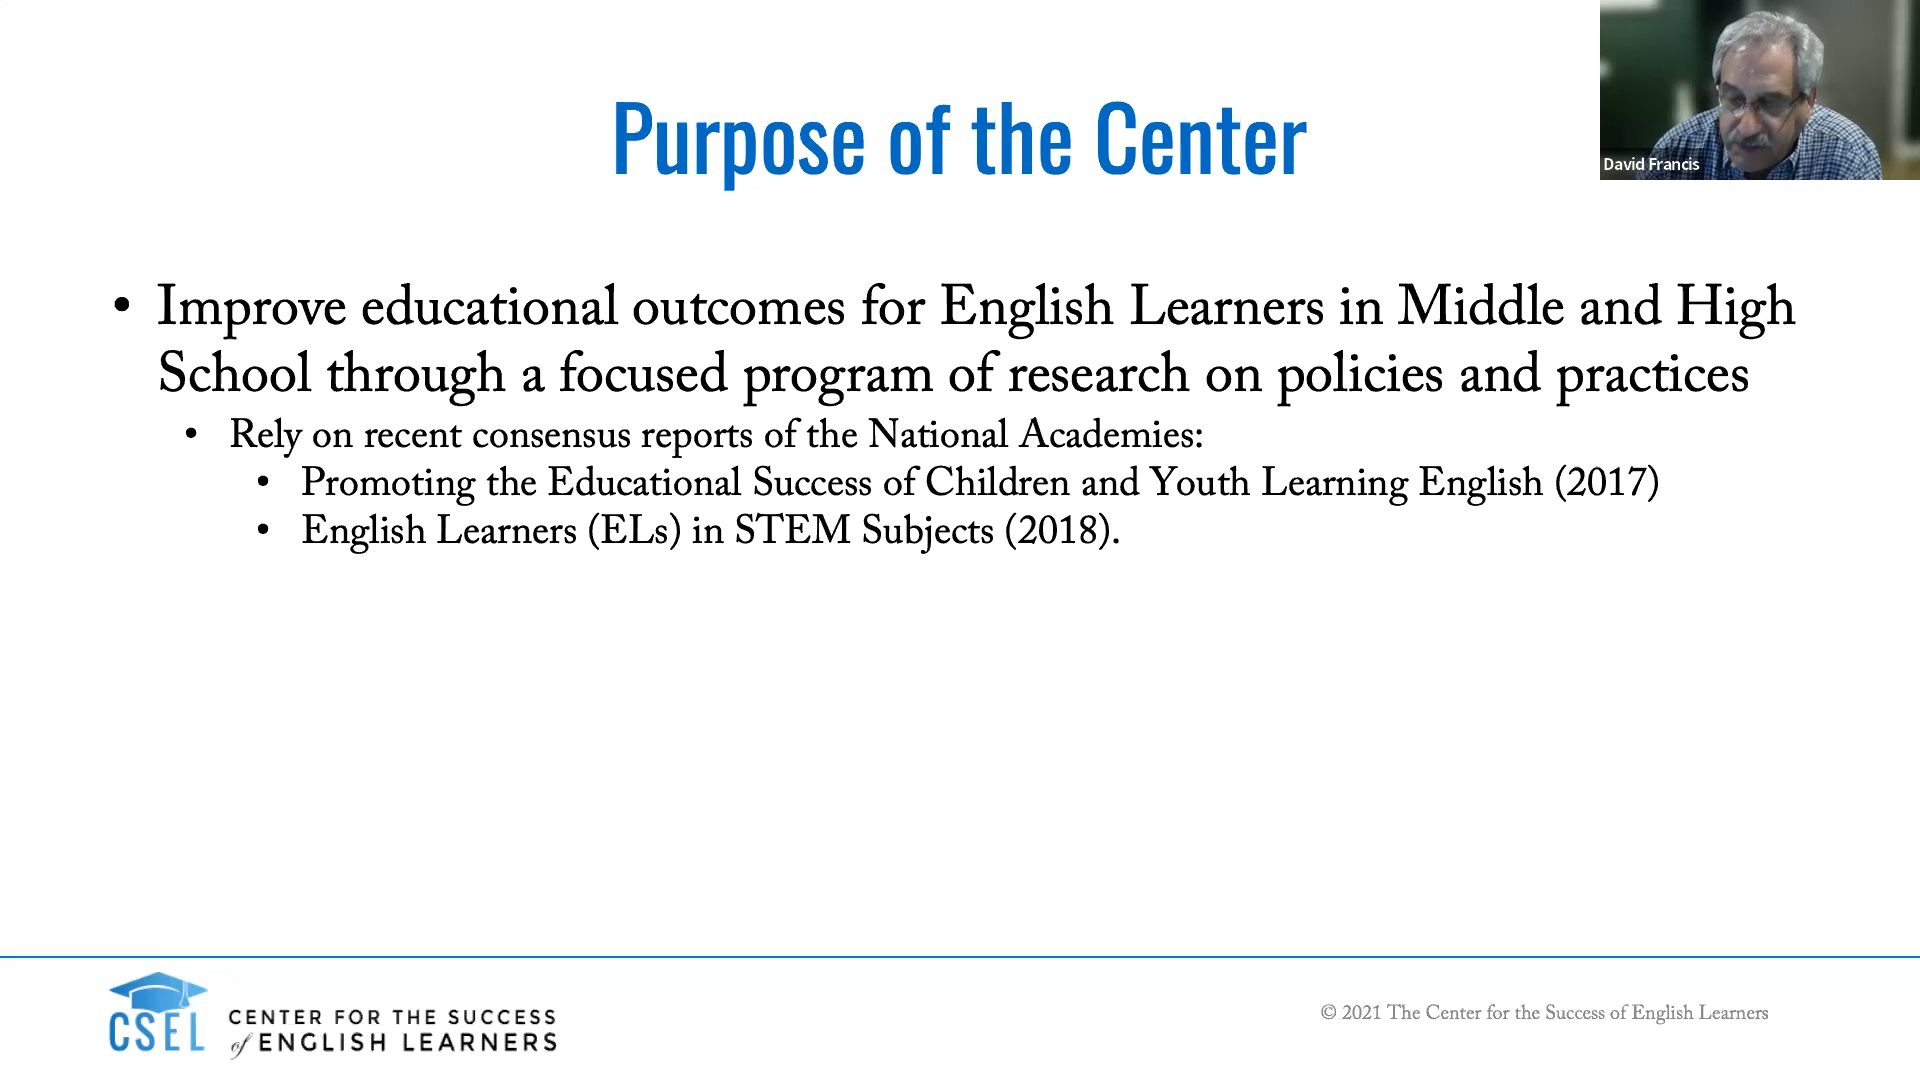 Purpose of the Center
David Francis
• Improve educational outcomes for English Learners in Middle and High
School through a focused program of research on policies and practices
• Rely on recent consensus reports of the National Academies:
• Promoting the Educational Success of Children and Youth Learning English (2017)
• English Learners (ELs) in STEM Subjects (2018).
CSEL
CENTER FOR THE SUCCESS
of ENGLISH LEARNERS
© 2021 The Center for the Success of English Learners